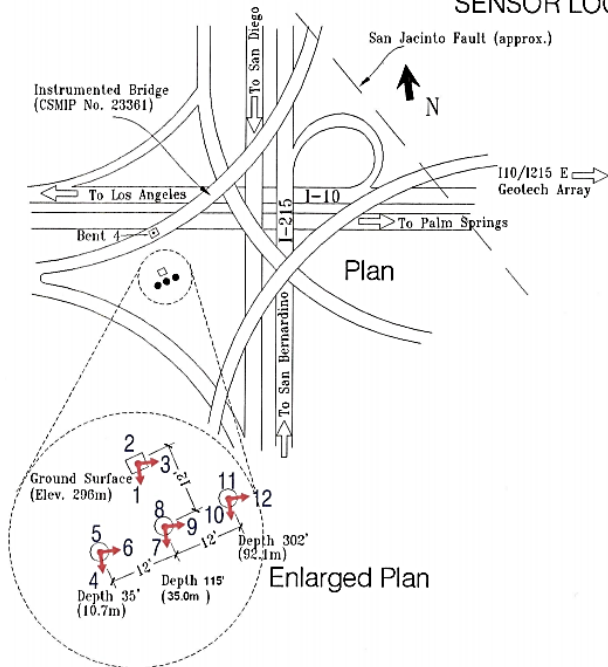 SENSOR LOC
San Jacinto Fault (approx.)
To San Diego
N
Instrumented Bridge
(CSMIP No. 23361)
I10/I215 E
Geotech Array
To Los Angeles
I-10
I-215
To Palm Springs
Bent 4
Plan
To San Bernardino
2
3
1
12'
Ground Surface
(Elev. 296m)
11
12
10
8
9
7
5
6
4
12'
12'
Depth 302'
(92.1m)
Depth 115'
(35.0m)
Depth 35'
(10.7m)
Enlarged Plan